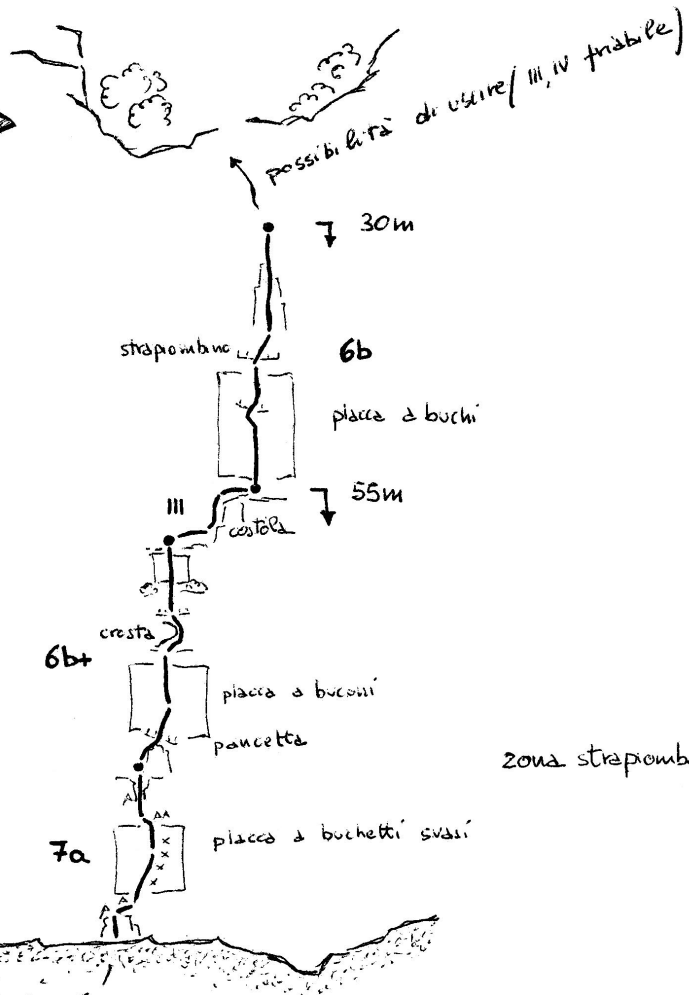 possibilità di uscire (III, IV friabile)
30m
strapiombino
6b
placca a buchi
55m
III
costola
cresta
6b+
placca a buconi
pancetta
zona strapiomb
placca a buchetti svasi
7a